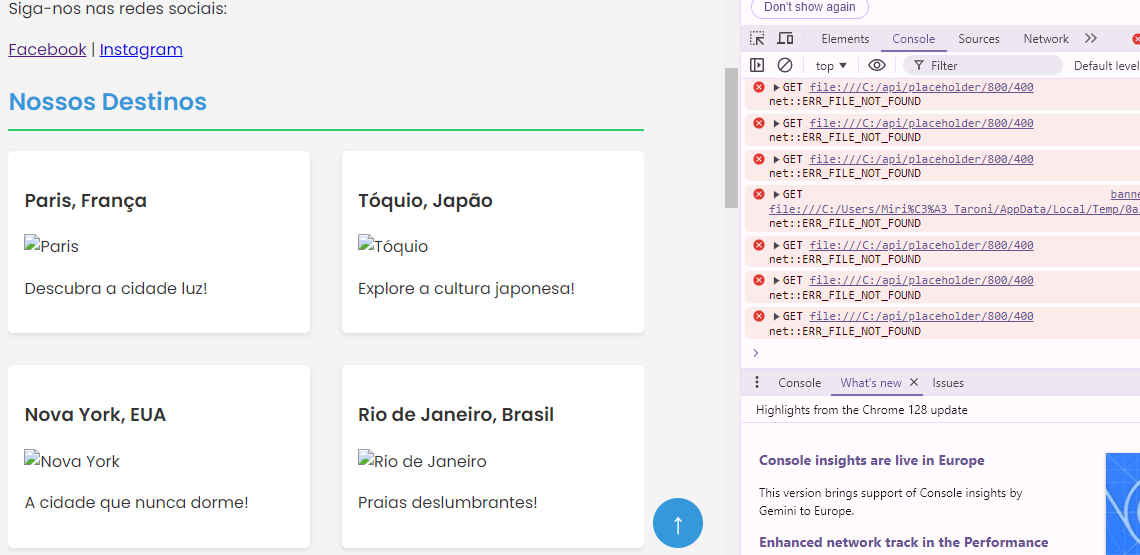 Siga-nos nas redes sociais:
Facebook | Instagram
Nossos Destinos
Paris, França
Paris
Descubra a cidade luz!
Tóquio, Japão
Tóquio
Explore a cultura japonesa!
Nova York, EUA
Nova York
A cidade que nunca dorme!
Rio de Janeiro, Brasil
Rio de Janeiro
Praias deslumbrantes!
↑
Don't show again
Elements Console Sources Network
top Filter Default level
GET file:///C:/api/placeholder/800/400
net::ERR_FILE_NOT_FOUND
GET file:///C:/api/placeholder/800/400
net::ERR_FILE_NOT_FOUND
GET file:///C:/api/placeholder/800/400
net::ERR_FILE_NOT_FOUND
GET banne
file:///C:/Users/Miri%C3%A3 Taroni/AppData/Local/Temp/0a
net::ERR_FILE_NOT_FOUND
GET file:///C:/api/placeholder/800/400
net::ERR_FILE_NOT_FOUND
GET file:///C:/api/placeholder/800/400
net::ERR_FILE_NOT_FOUND
GET file:///C:/api/placeholder/800/400
net::ERR_FILE_NOT_FOUND
Console What's new Issues
Highlights from the Chrome 128 update
Console insights are live in Europe
This version brings support of Console insights by
Gemini to Europe.
Enhanced network track in the Performance